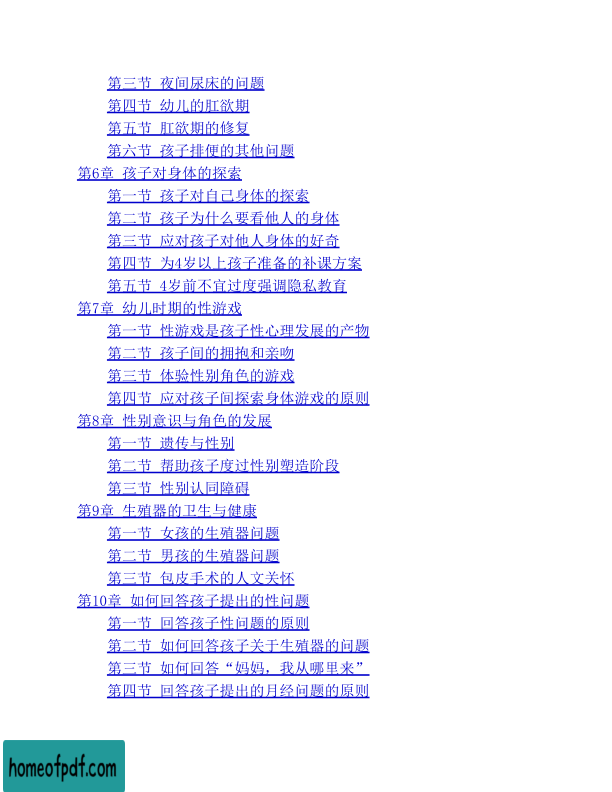 第三节 夜间尿床的问题
第四节 幼儿的肛欲期
第五节 肛欲期的修复
第六节 孩子排便的其他问题
第6章 孩子对身体的探索
第一节 孩子对自己身体的探索
第二节 孩子为什么要看他人的身体
第三节 应对孩子对他人身体的好奇
第四节 为4岁以上孩子准备的补课方案
第五节 4岁前不宜过度强调隐私教育
第7章 幼儿时期的性游戏
第一节 性游戏是孩子性心理发展的产物
第二节 孩子间的拥抱和亲吻
第三节 体验性别角色的游戏
第四节 应对孩子间探索身体游戏的原则
第8章 性别意识与角色的发展
第一节 遗传与性别
第二节 帮助孩子度过性别塑造阶段
第三节 性别认同障碍
第9章 生殖器的卫生与健康
第一节 女孩的生殖器问题
第二节 男孩的生殖器问题
第三节 包皮手术的人文关怀
第10章 如何回答孩子提出的性问题
第一节 回答孩子性问题的原则
第二节 如何回答孩子关于生殖器的问题
第三节 如何回答“妈妈，我从哪里来”
第四节 回答孩子提出的月经问题的原则
homeofpdf.com